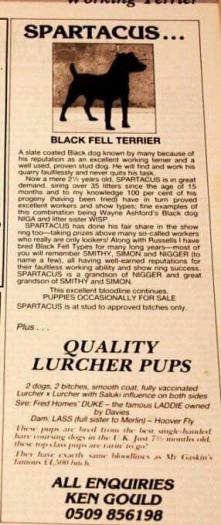 Working Terrier
SPARTACUS...
BLACK FELL TERRIER
A slate coated Black dog known by many because of
his reputation as an excellent working terrier and a
well used, proven stud dog. He will find and work his
quarry faultlessly and never quits his task.
Now a mere 2½ years old, SPARTACUS is in great
demand, siring over 35 litters since the age of 15
months and to my knowledge 100 per cent of his
progeny (having been tried) have in turn proved
excellent workers and show types; fine examples of
this combination being Wayne Ashford's Black dog
NIGA and litter sister WISP.
SPARTACUS has done his fair share in the show
ring too—taking prizes above many so-called workers
who really are only lookers! Along with Russells I have
bred Black Fell Types for many long years—most of
you will remember SMITHY, SIMON and NIGGER (to
name a few), all having well-earned reputations for
their faultless working ability and show ring success.
SPARTACUS is a grandson of NIGGER and great
grandson of SMITHY and SIMON.
This excellent bloodline continues.
PUPPIES OCCASIONALLY FOR SALE
SPARTACUS is at stud to approved bitches only.
Plus . . .
QUALITY
LURCHER PUPS
2 dogs, 2 bitches, smooth coat, fully vaccinated
Lurcher x Lurcher with Saluki influence on both sides
Sire: Fred Homes' DUKE – the famous LADDIE owned
by Davies
Dam: LASS (full sister to Merlin) – Hoover Fly
These pups are bred from the best single-handed
hare coursing dogs in the U.K. Just 7½ months old,
these top class pups are rarin' to go!
They have exactly same bloodlines as Mr Gaskin's
famous £4,500 bitch.
ALL ENQUIRIES
KEN GOULD
0509 856198